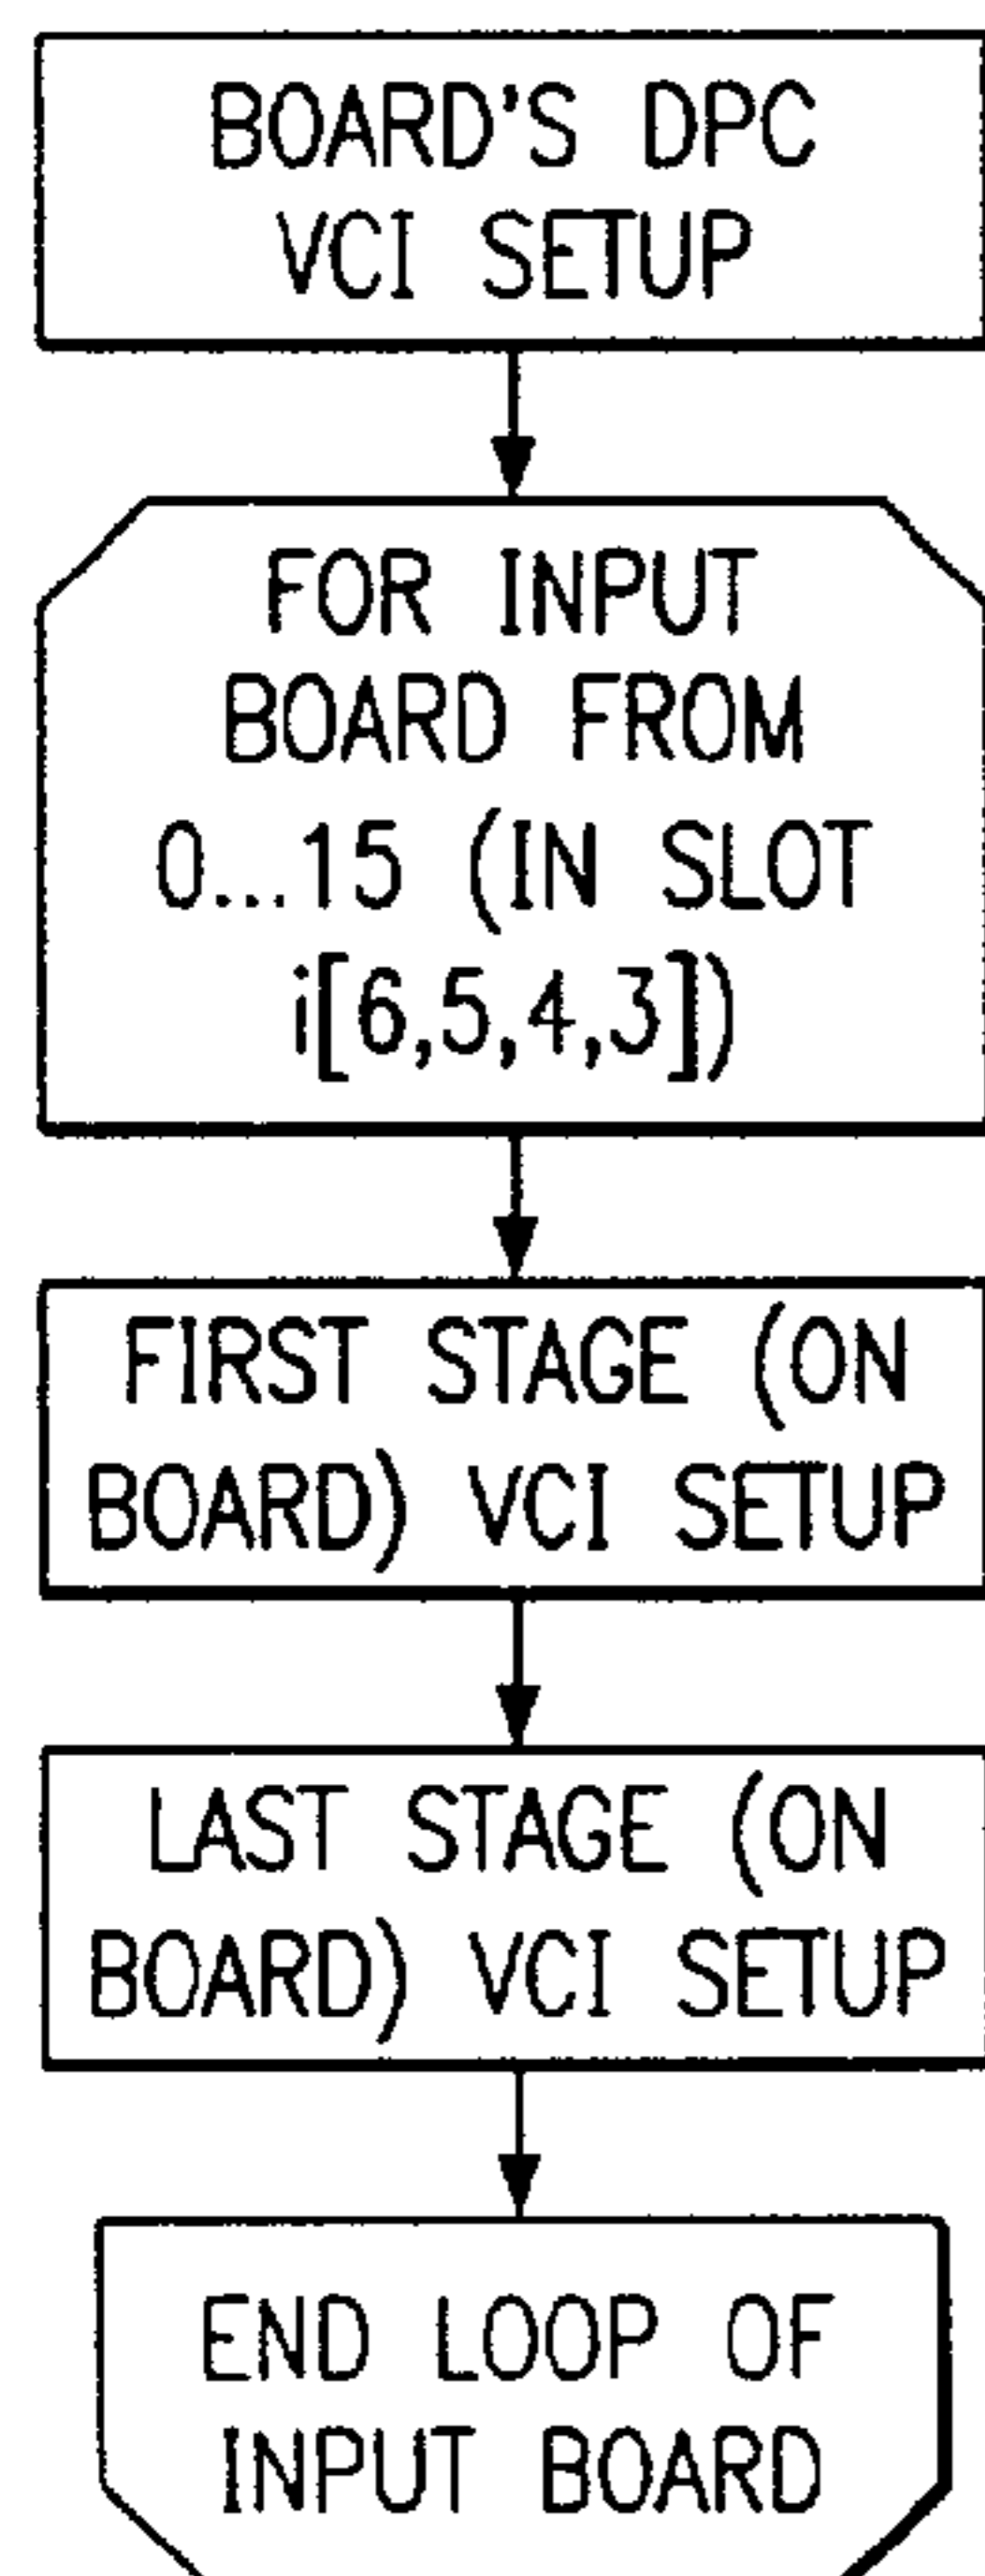 BOARD'S DPC
VCI SETUP
FOR INPUT
BOARD FROM
0...15 (IN SLOT
i[6,5,4,3])
FIRST STAGE (ON
BOARD) VCI SETUP
LAST STAGE (ON
BOARD) VCI SETUP
END LOOP OF
INPUT BOARD